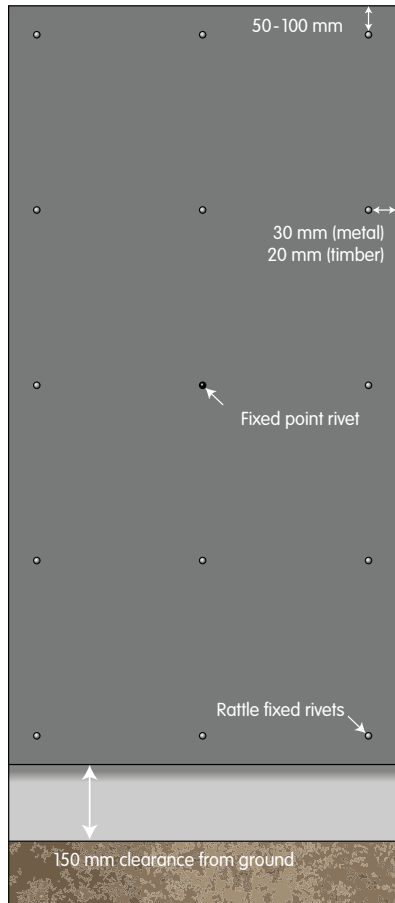 50-100 mm
30 mm (metal)
20 mm (timber)
Fixed point rivet
Rattle fixed rivets
150 mm clearance from ground